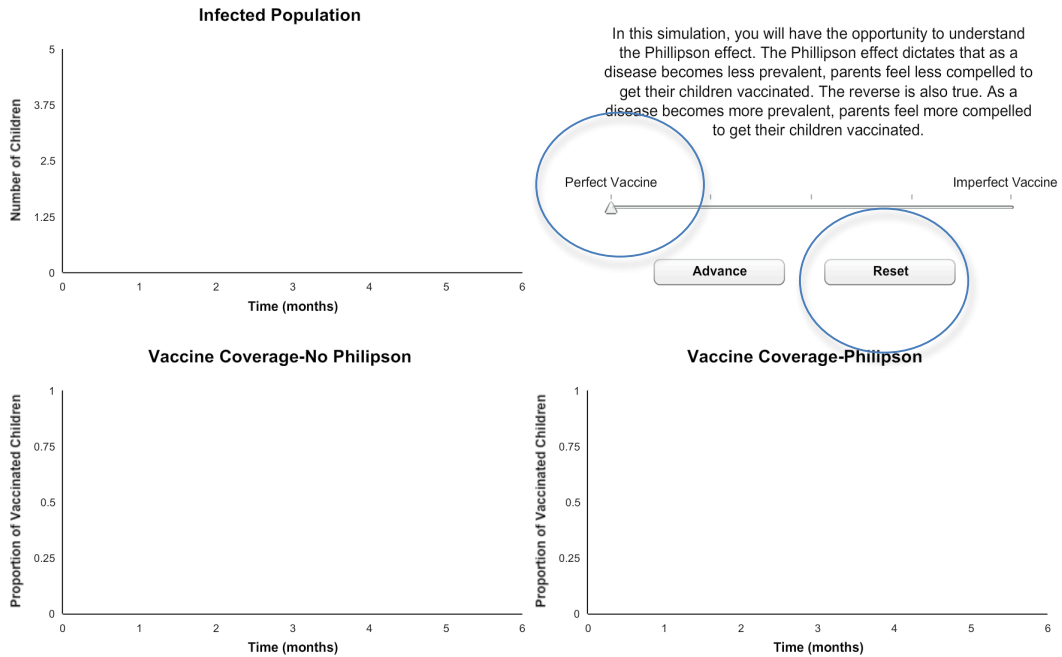 Infected Population
Number of Children
5
3.75
2.5
1.25
0
0 1 2 3 4 5 6
Time (months)
In this simulation, you will have the opportunity to understand
the Phillipson effect. The Phillipson effect dictates that as a
disease becomes less prevalent, parents feel less compelled to
get their children vaccinated. The reverse is also true. As a
disease becomes more prevalent, parents feel more compelled
to get their children vaccinated.
Perfect Vaccine
Imperfect Vaccine
Advance
Reset
Vaccine Coverage-No Philipson
Proportion of Vaccinated Children
1
0.75
0.5
0.25
0
0 1 2 3 4 5 6
Time (months)
Vaccine Coverage-Philipson
Proportion of Vaccinated Children
1
0.75
0.5
0.25
0
0 1 2 3 4 5 6
Time (months)